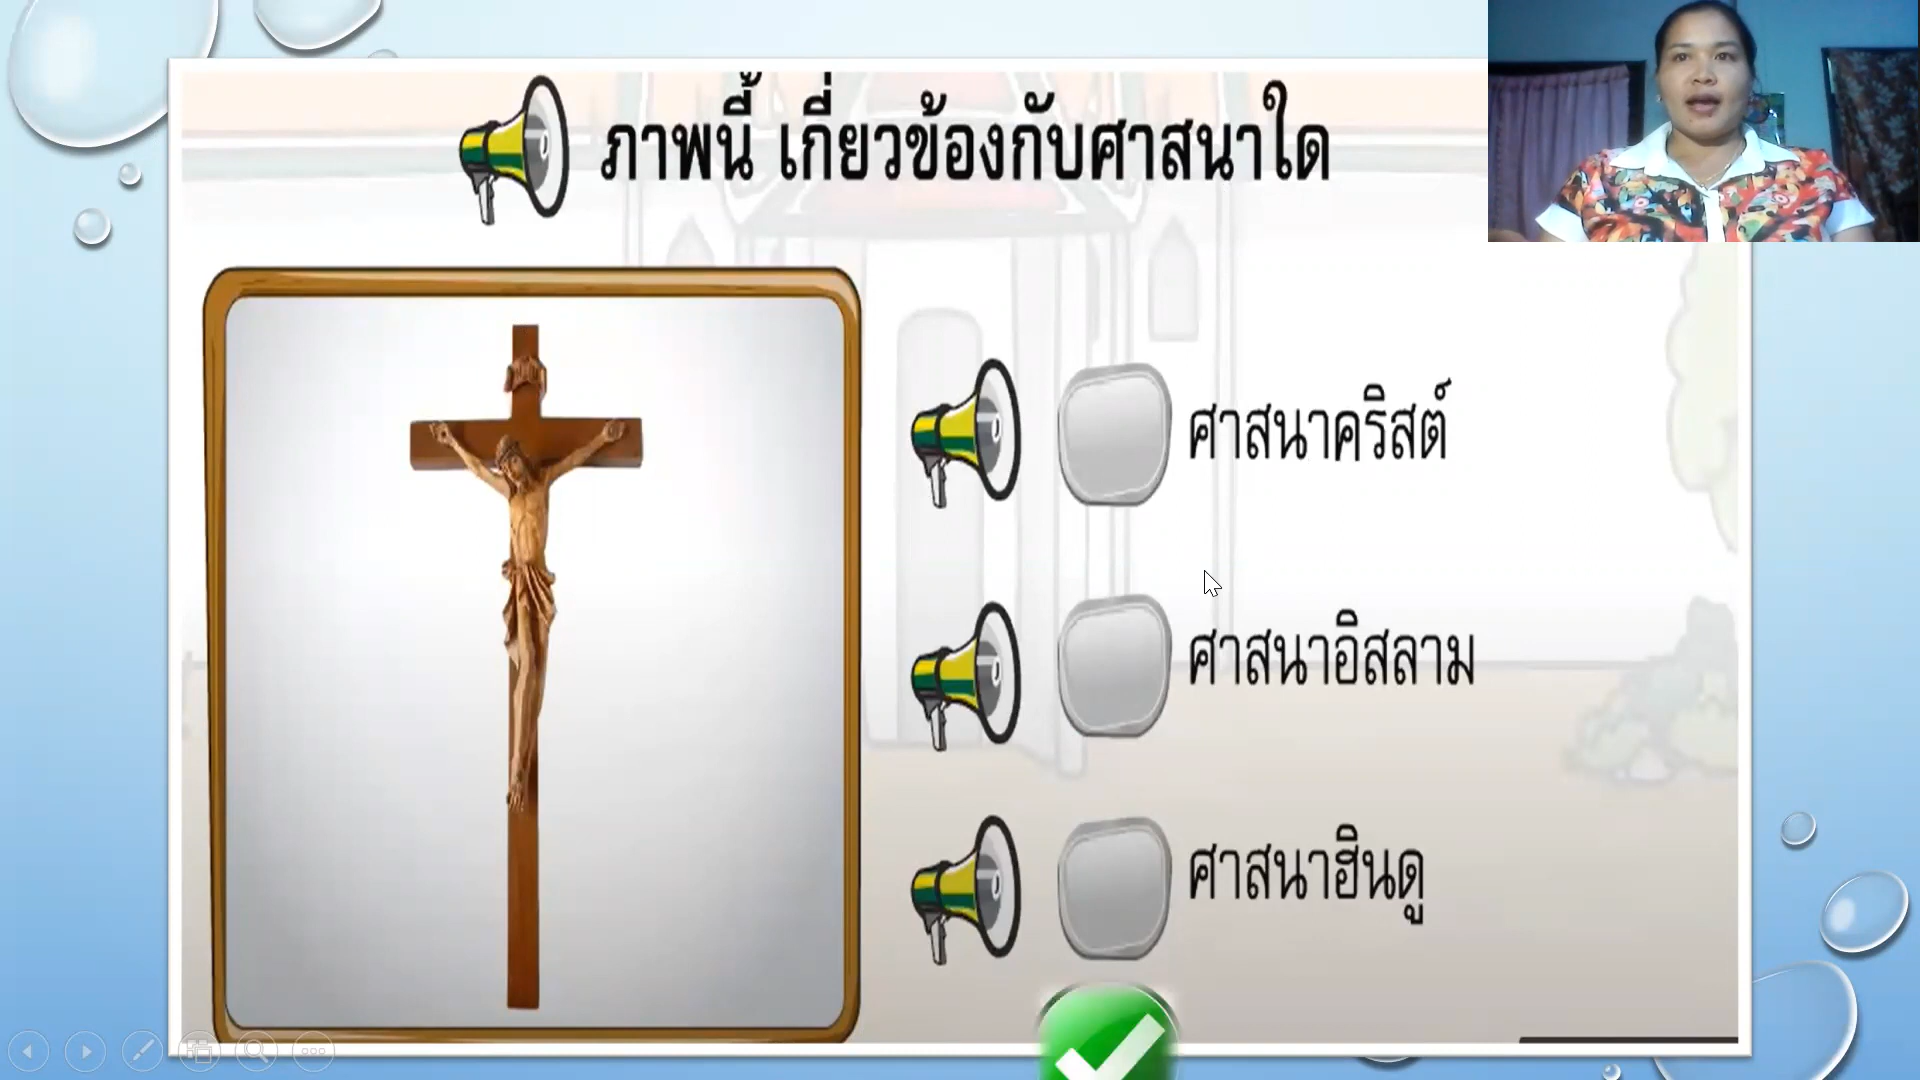 ภาพนี้ เกี่ยวข้องกับศาสนาใด
ศาสนาคริสต์
ศาสนาอิสลาม
ศาสนาฮินดู